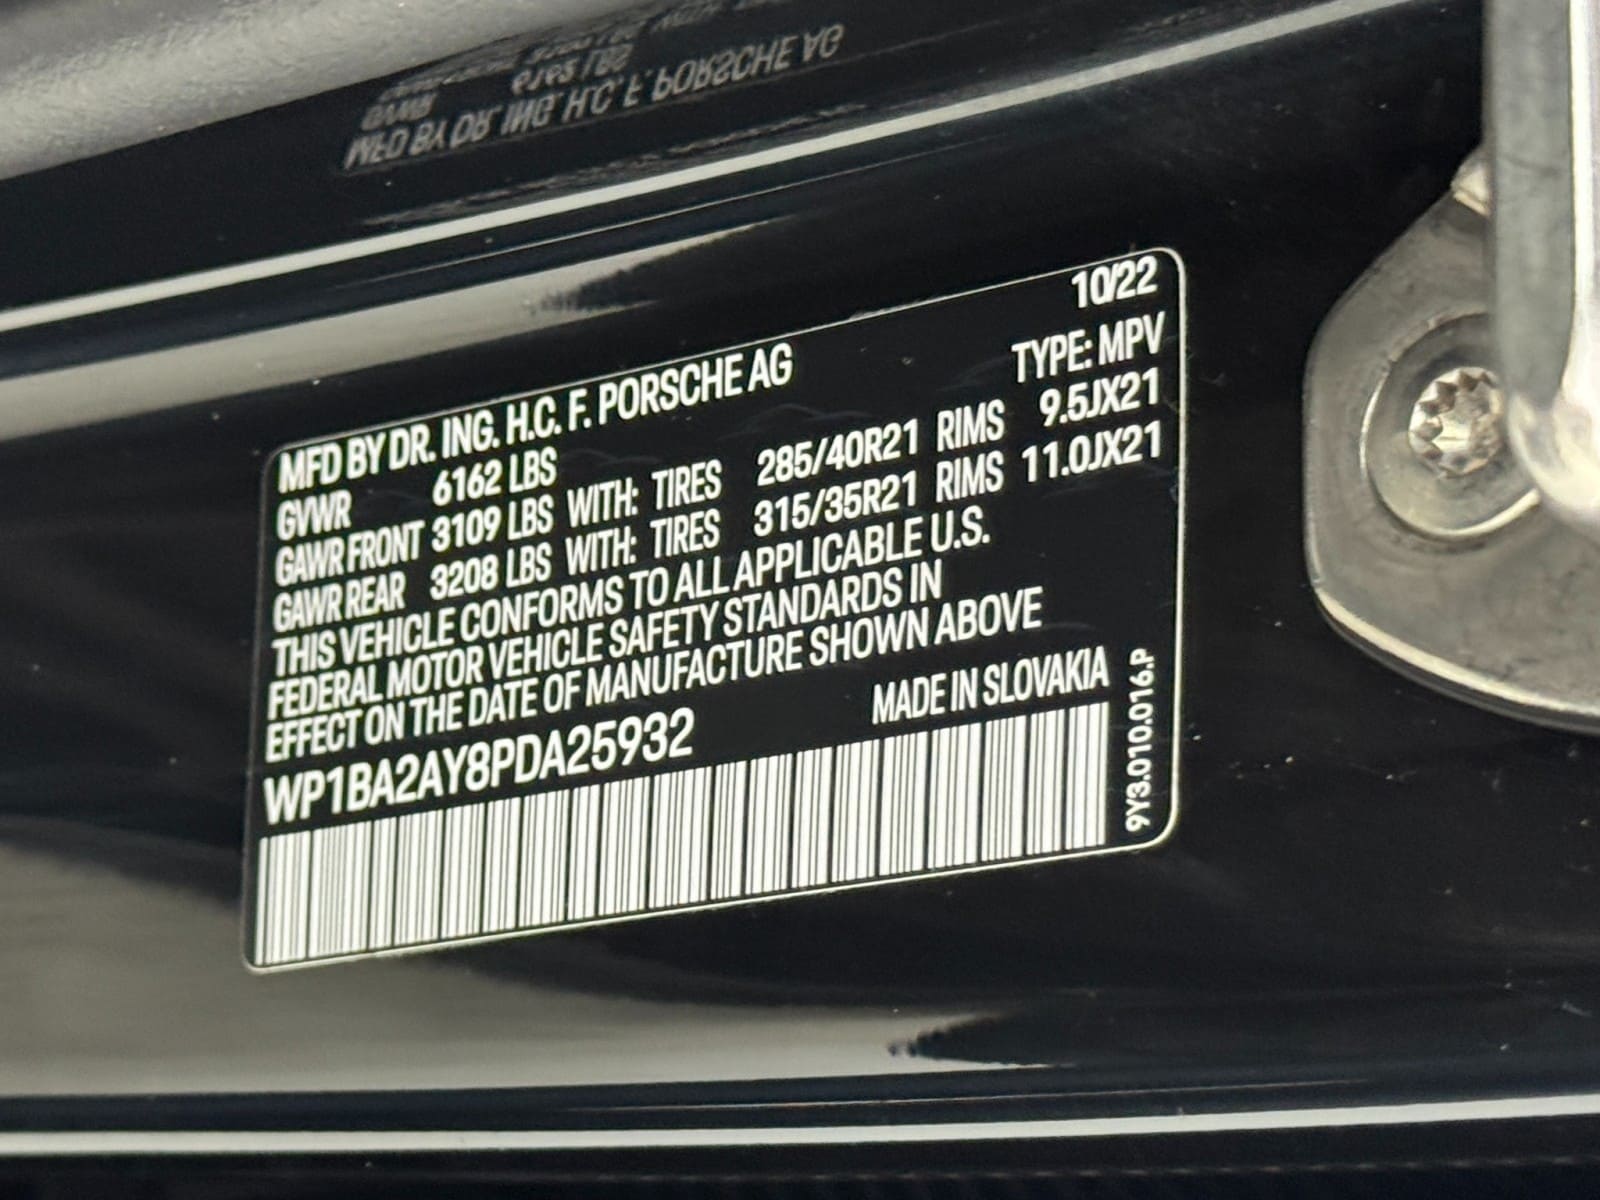 10/22
MFD BY DR. ING. H.C. F. PORSCHE AG TYPE: MPV
GVWR 6162 LBS
GAWR FRONT 3109 LBS WITH: TIRES 285/40R21 RIMS 9.5JX21
GAWR REAR 3208 LBS WITH: TIRES 315/35R21 RIMS 11.0JX21
THIS VEHICLE CONFORMS TO ALL APPLICABLE U.S.
FEDERAL MOTOR VEHICLE SAFETY STANDARDS IN
EFFECT ON THE DATE OF MANUFACTURE SHOWN ABOVE
MADE IN SLOVAKIA
WP1BA2AY8PDA25932
9Y3.010.016.P